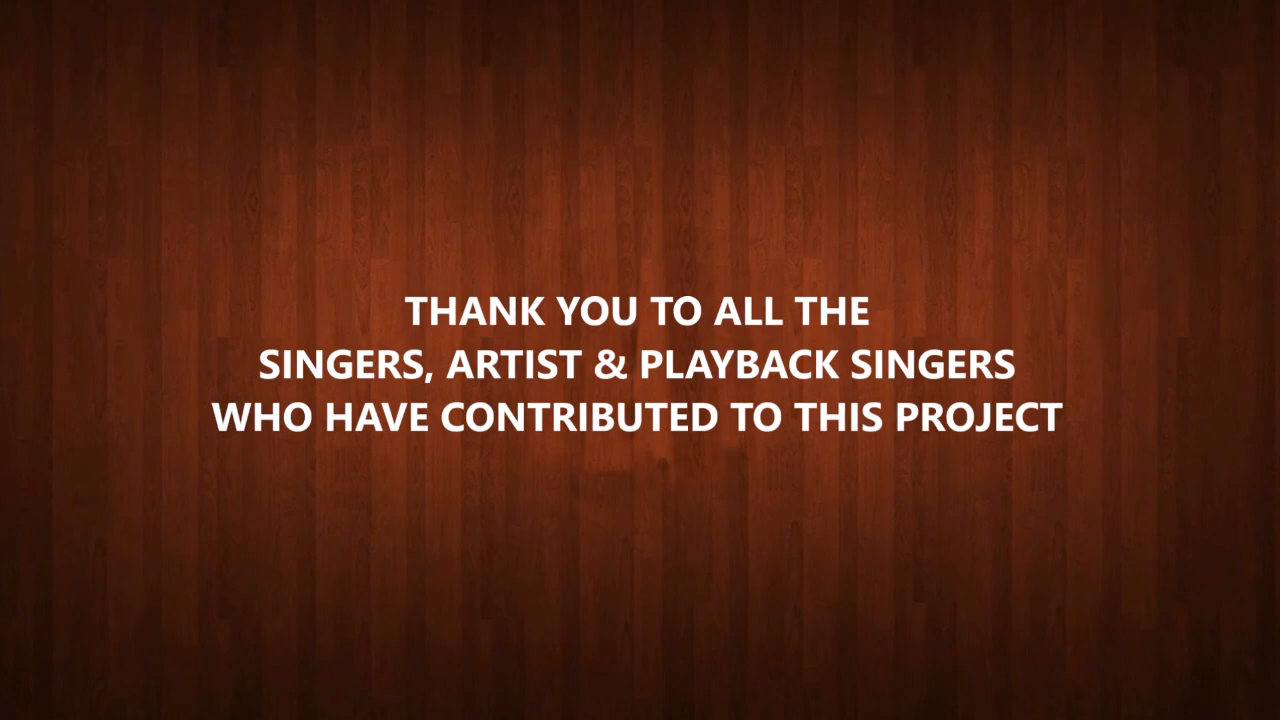 THANK YOU TO ALL THE
SINGERS, ARTIST & PLAYBACK SINGERS
WHO HAVE CONTRIBUTED TO THIS PROJECT